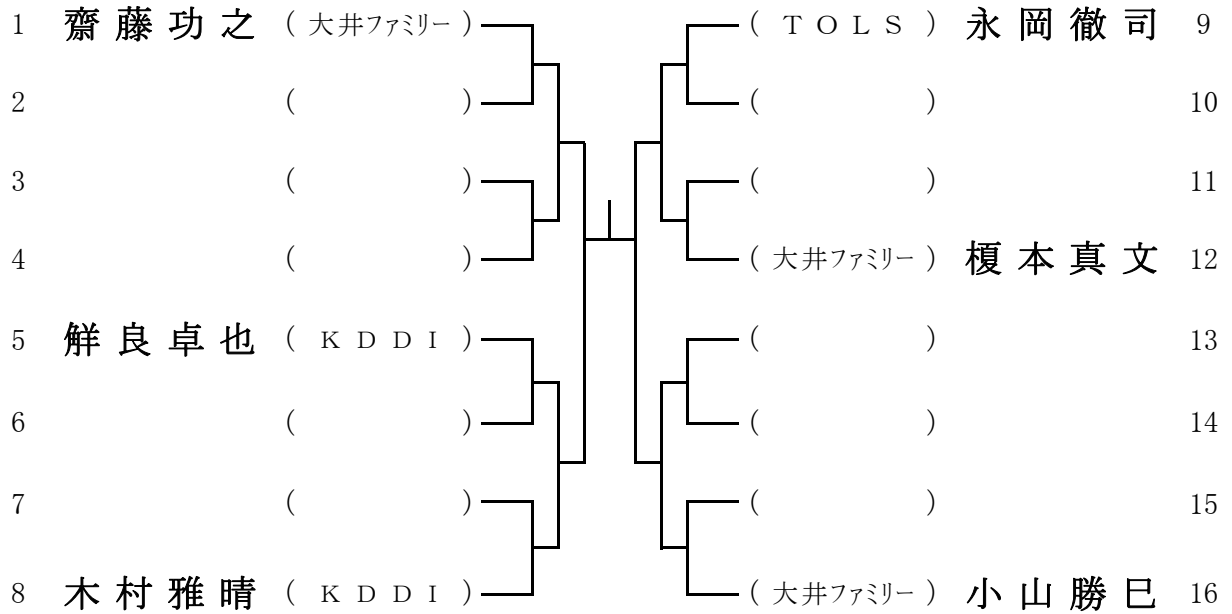 1 齋藤功之 (大井ファミリー) (TOLS) 永岡徹司 9
2 ( ) ( ) 10
3 ( ) ( ) 11
4 ( ) (大井ファミリー) 榎本真文 12
5 觧良卓也 (KDDI) ( ) 13
6 ( ) ( ) 14
7 ( ) ( ) 15
8 木村雅晴 (KDDI) (大井ファミリー) 小山勝巳 16